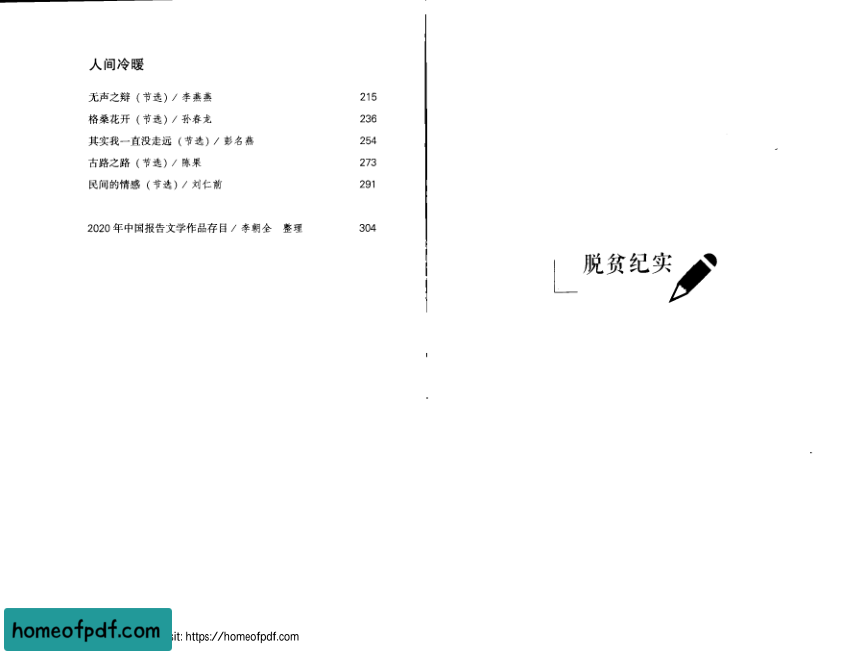 人间冷暖
无声之辩（节选）/ 李燕燕 215
格桑花开（节选）/ 孙春龙 236
其实我一直没走远（节选）/ 彭名燕 254
古路之路（节选）/ 陈果 273
民间的情感（节选）/ 刘仁前 291
2020 年中国报告文学作品存目 / 李朝全 整理 304
脱贫纪实
homeofpdf.com
https://homeofpdf.com